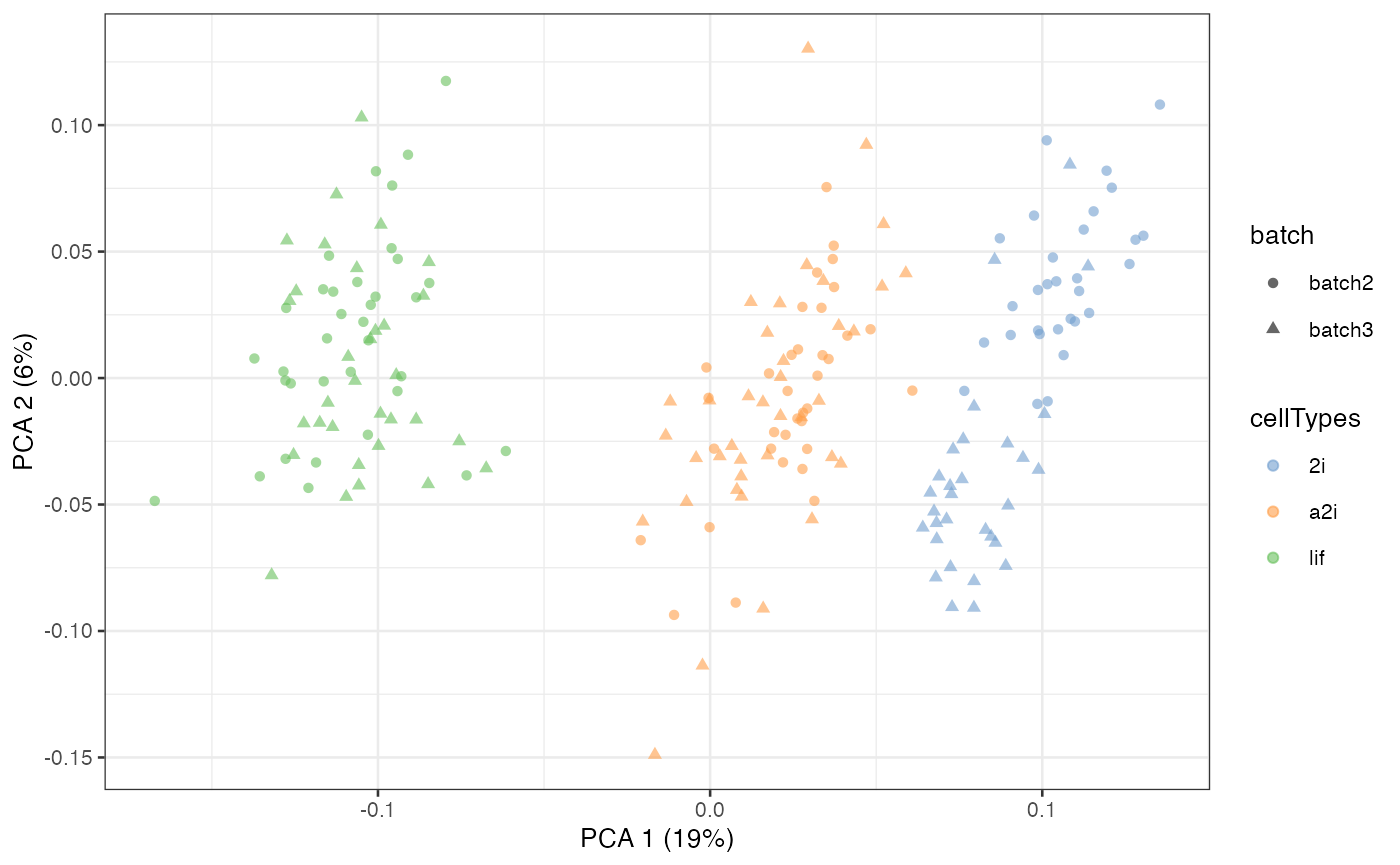 0.10
0.05
0.00
-0.05
-0.10
-0.15
PCA 2 (6%)
-0.1
0.0
0.1
PCA 1 (19%)
batch
batch2
batch3
cellTypes
2i
a2i
lif